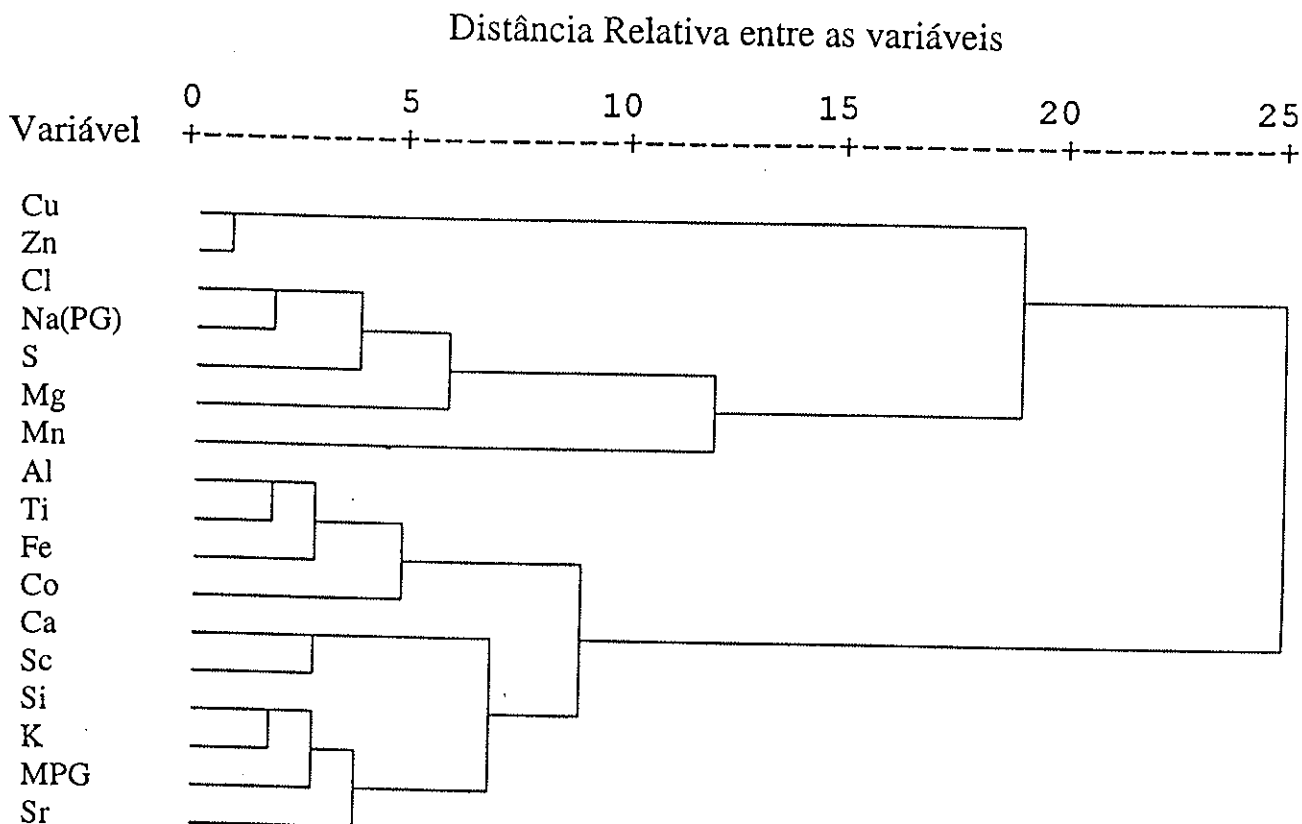 Distância Relativa entre as variáveis
0 5 10 15 20 25
Variável +---------+---------+---------+---------+---------+
Cu
Zn
Cl
Na(PG)
S
Mg
Mn
Al
Ti
Fe
Co
Ca
Sc
Si
K
MPG
Sr